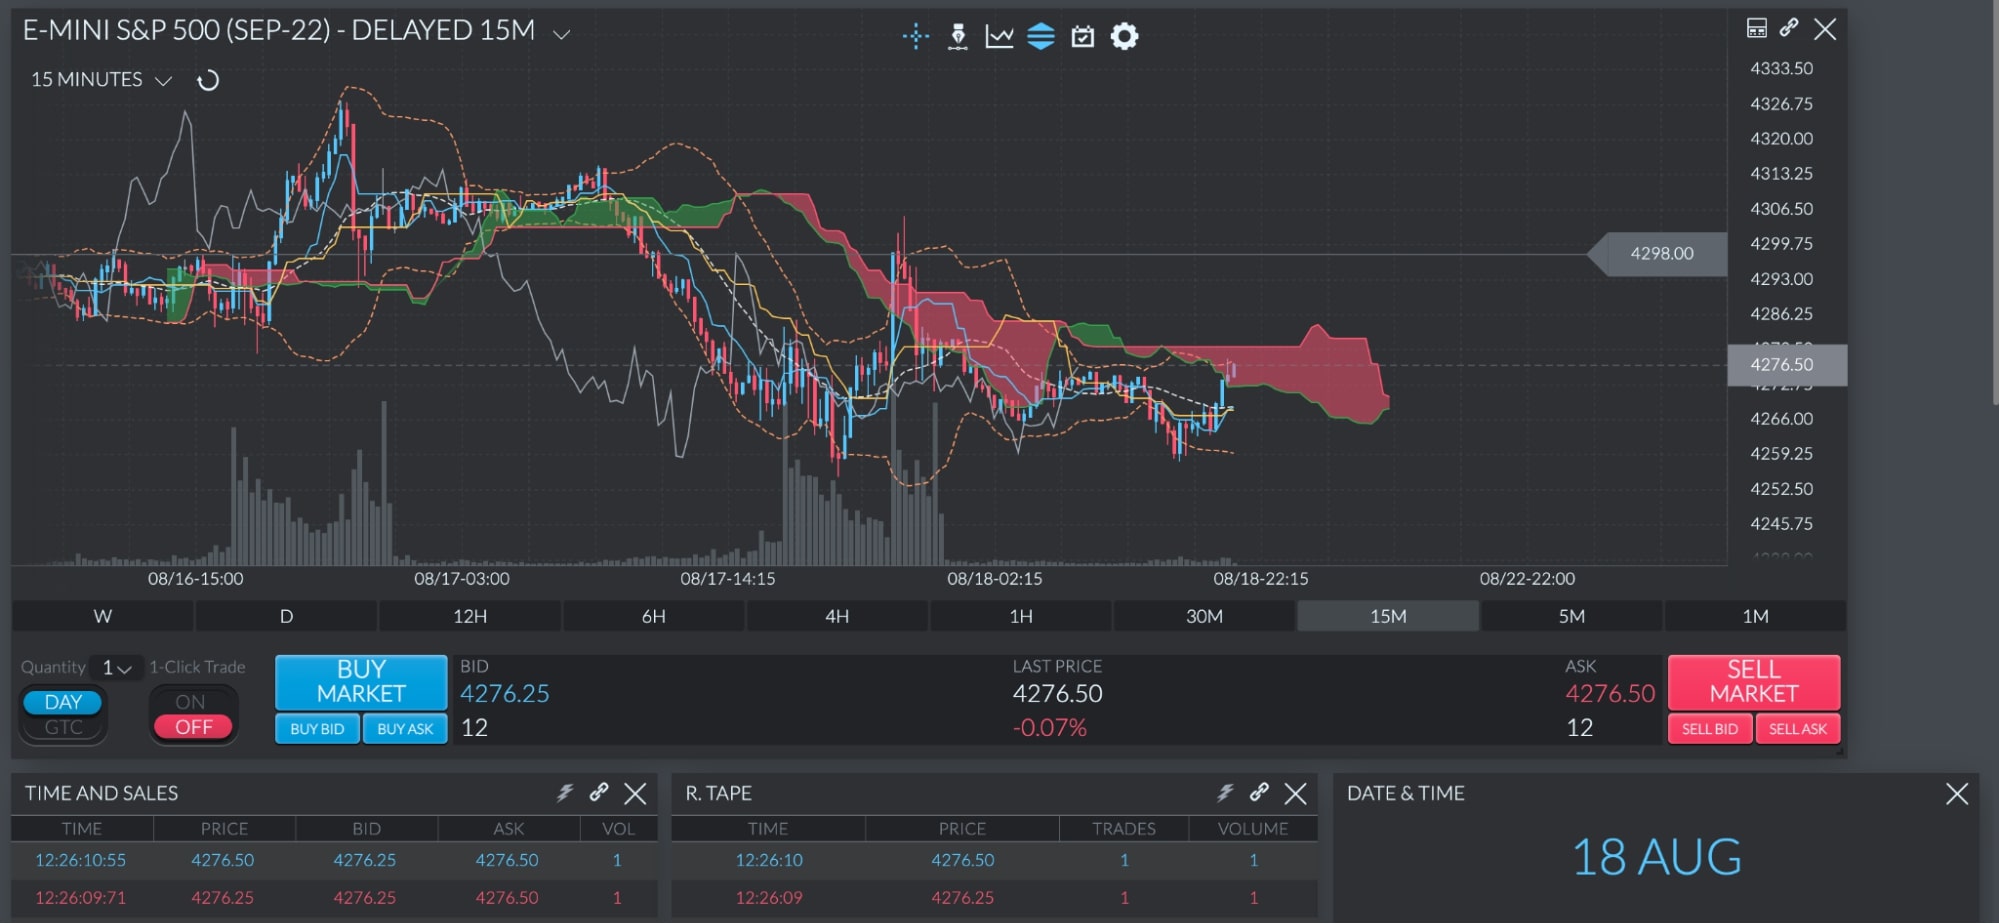 E-MINI S&P 500 (SEP-22) - DELAYED 15M
15 MINUTES
4333.50
4326.75
4320.00
4313.25
4306.50
4299.75
4298.00
4293.00
4286.25
4276.50
4272.75
4266.00
4259.25
4252.50
4245.75
08/16-15:00 08/17-03:00 08/17-14:15 08/18-02:15 08/18-22:15 08/22-22:00
W D 12H 6H 4H 1H 30M 15M 5M 1M
Quantity 1 1-Click Trade
DAY
GTC
ON
OFF
BUY
MARKET
BUY BID BUY ASK
BID
4276.25
12
LAST PRICE
4276.50
-0.07%
ASK
4276.50
12
SELL
MARKET
SELL BID SELL ASK
TIME AND SALES
TIME PRICE BID ASK VOL
12:26:10:55 4276.50 4276.25 4276.50 1
12:26:09:71 4276.25 4276.25 4276.50 1
R. TAPE
TIME PRICE TRADES VOLUME
12:26:10 4276.50 1 1
12:26:09 4276.25 1 1
DATE & TIME
18 AUG